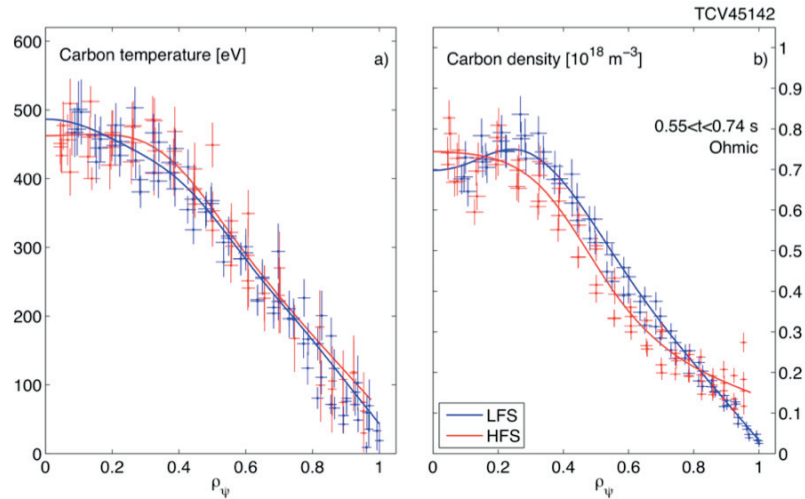 TCV45142
Carbon temperature [eV]
a)
600
500
400
300
200
100
0
0
0.2
0.4
0.6
0.8
1
ρψ
Carbon density [10¹⁸ m⁻³]
b)
0.55<t<0.74 s
Ohmic
1
0.9
0.8
0.7
0.6
0.5
0.4
0.3
0.2
0.1
0
LFS
HFS
0
0.2
0.4
0.6
0.8
1
ρψ